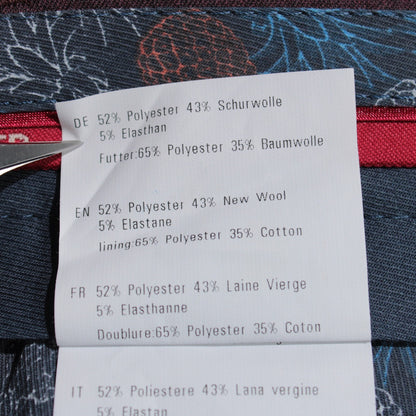 DE 52% Polyester 43% Schurwolle
5% Elasthan
Futter:65% Polyester 35% Baumwolle
EN 52% Polyester 43% New Wool
5% Elastane
lining:65% Polyester 35% Cotton
FR 52% Polyester 43% Laine Vierge
5% Elasthanne
Doublure:65% Polyester 35% Coton
IT 52% Poliestere 43% Lana vergine
5% Elastan